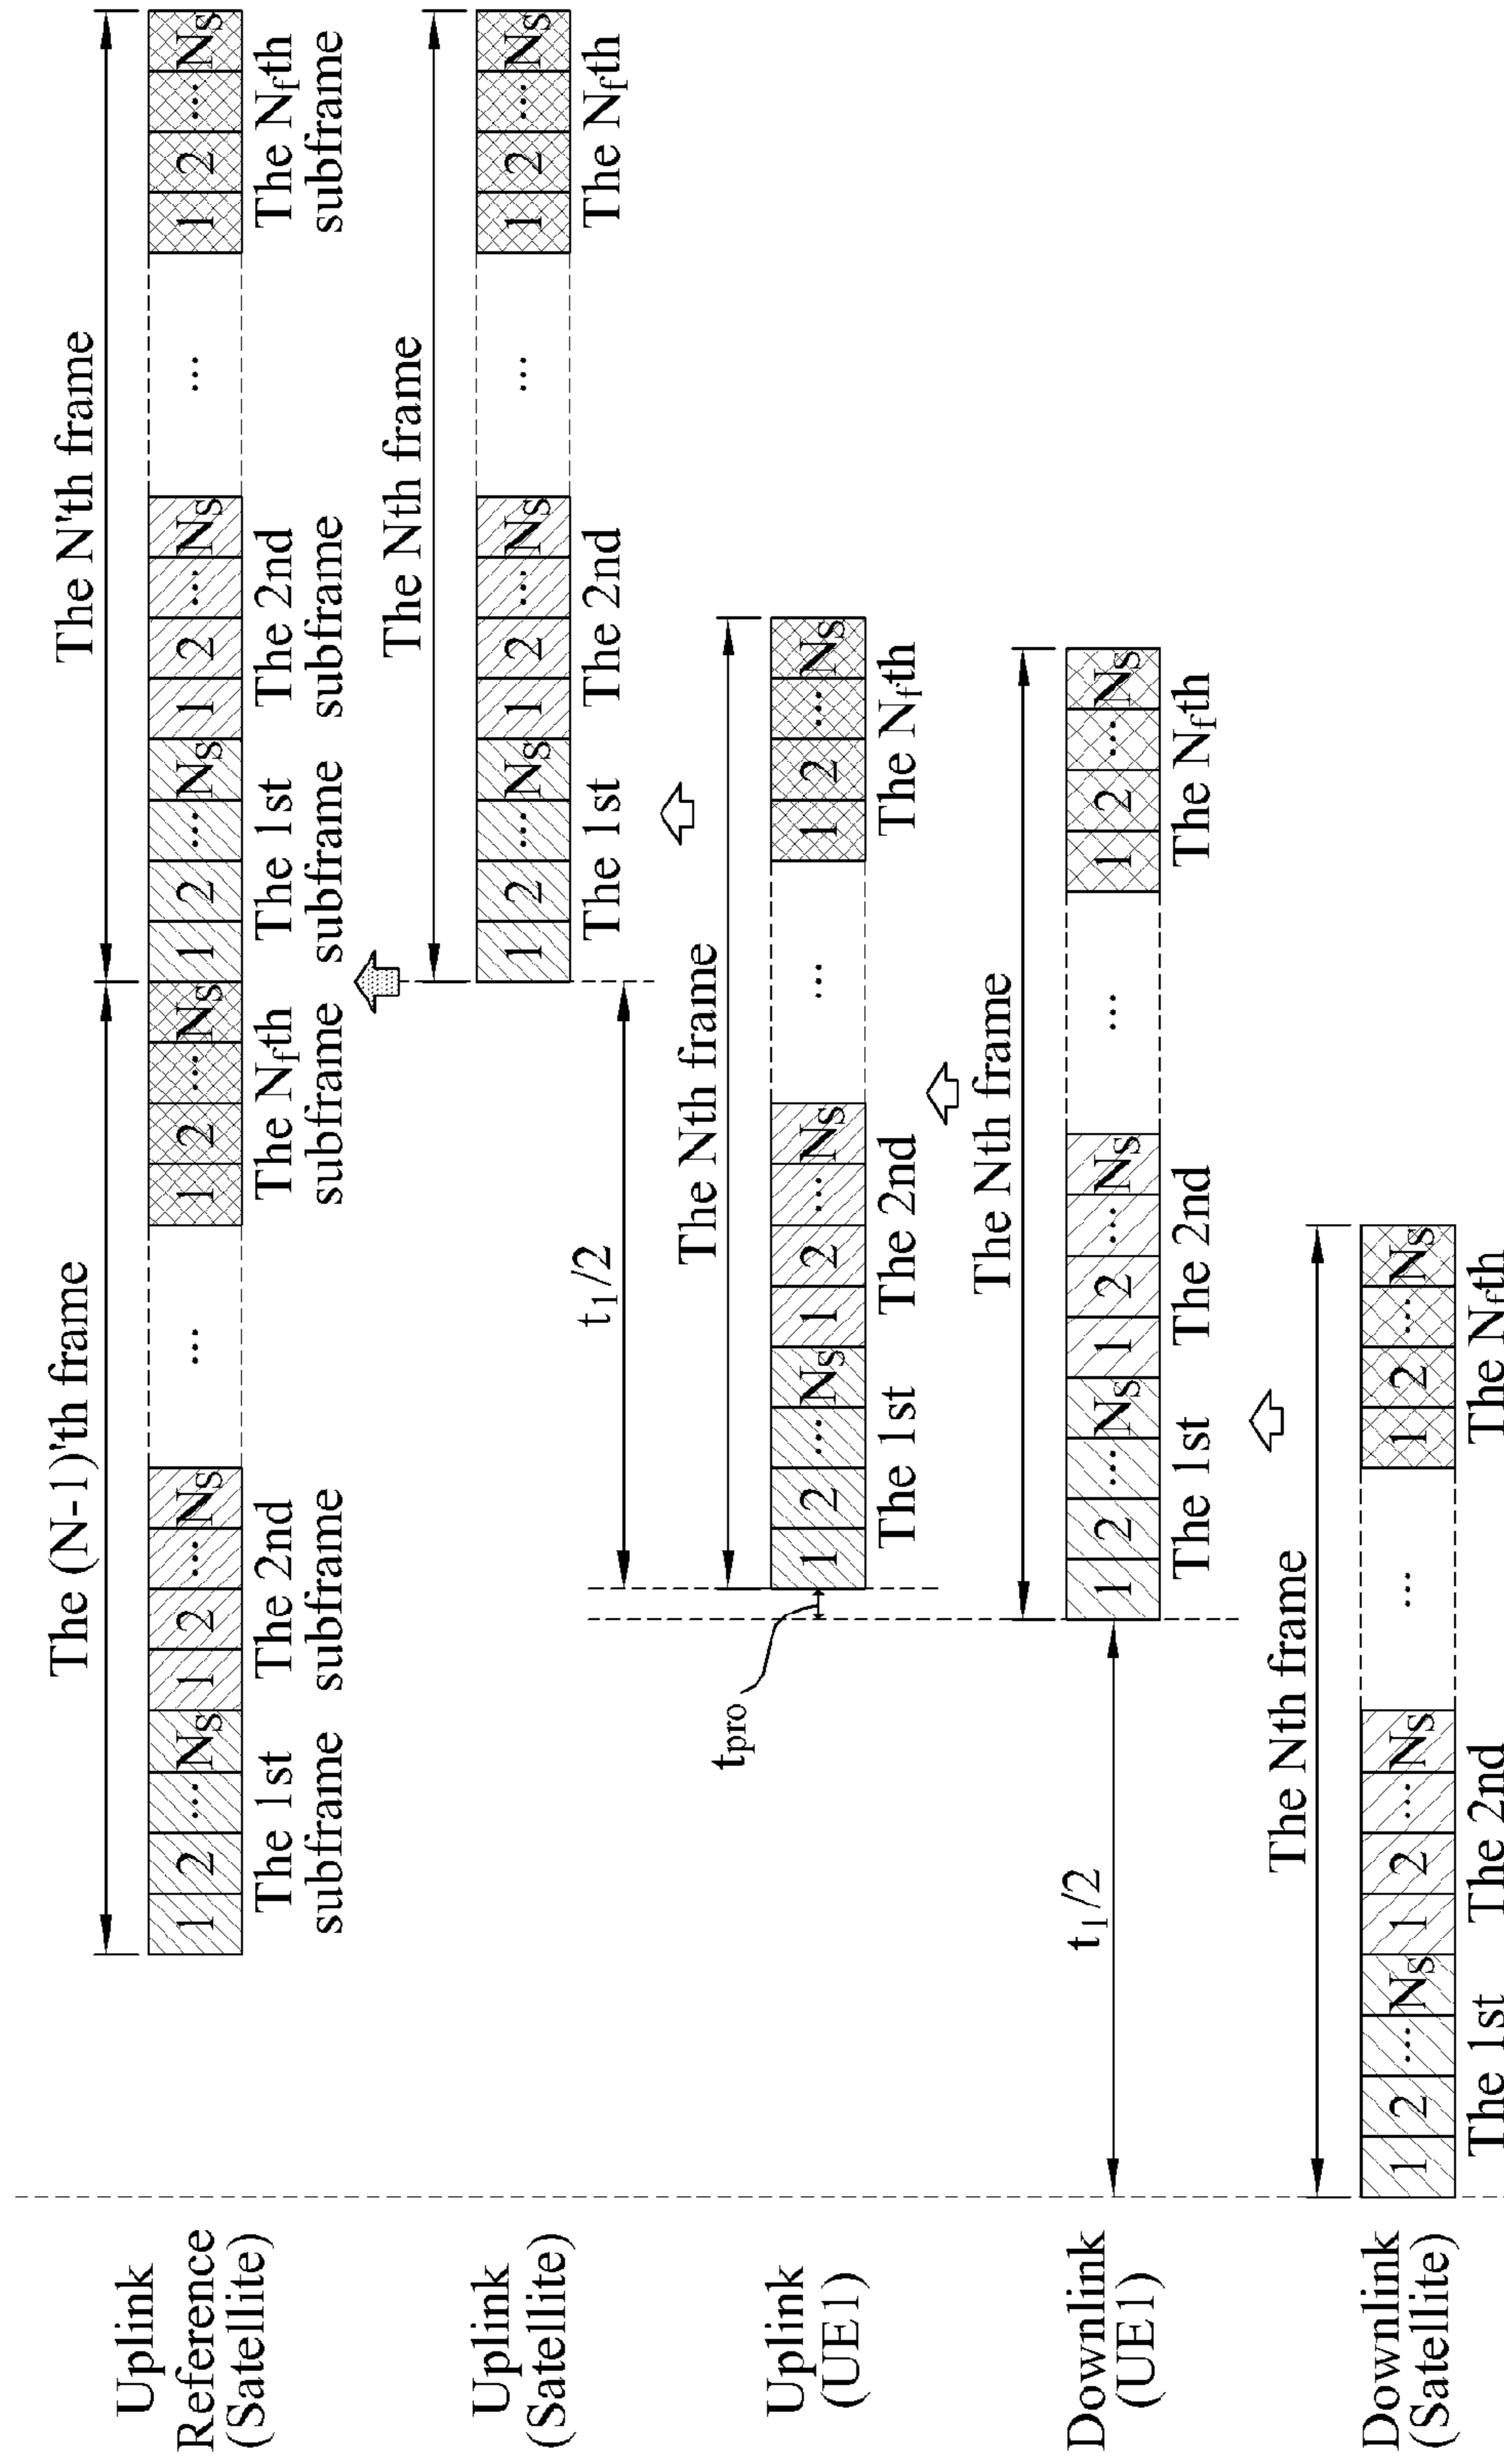 Uplink
Reference
(Satellite)
The (N-1)'th frame
The N'th frame
1 2 ... NS 1 2 ... NS ... 1 2 ... NS 1 2 ... NS 1 2 ... NS ... 1 2 ... NS
The 1st subframe
The 2nd subframe
The Nfth subframe
The 1st subframe
The 2nd subframe
The Nfth subframe
Uplink
(Satellite)
The Nth frame
1 2 ... NS 1 2 ... NS ... 1 2 ... NS
The 1st
The 2nd
The Nfth
t1/2
Uplink
(UE1)
The Nth frame
1 2 ... NS 1 2 ... NS ... 1 2 ... NS
The 1st
The 2nd
The Nfth
tpro
Downlink
(UE1)
t1/2
The Nth frame
1 2 ... NS 1 2 ... NS ... 1 2 ... NS
The 1st
The 2nd
The Nfth
Downlink
(Satellite)
The Nth frame
1 2 ... NS 1 2 ... NS ... 1 2 ... NS
The 1st
The 2nd
The Nfth